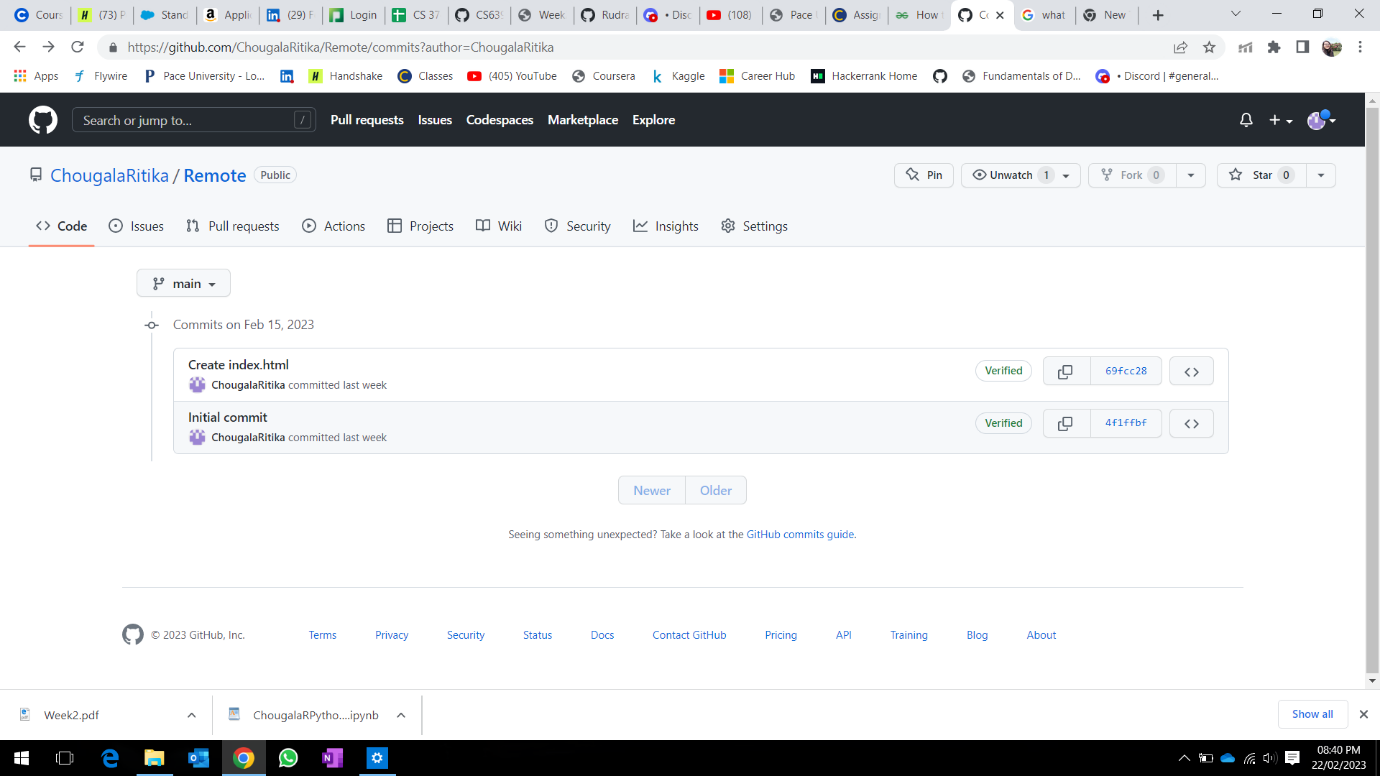 Cours
(73) P
Stand
Applin
(29) F
Login
CS 37
CS639
Week
Rudra
• Disc
(108)
Pace U
Assig
How t
Co
what
New
https://github.com/ChougalaRitika/Remote/commits?author=ChougalaRitika
Apps Flywire Pace University - Lo... Handshake Classes (405) YouTube Coursera Kaggle Career Hub Hackerrank Home Fundamentals of D... • Discord | #general...
Search or jump to... / Pull requests Issues Codespaces Marketplace Explore
ChougalaRitika / Remote Public Pin Unwatch 1 Fork 0 Star 0
Code Issues Pull requests Actions Projects Wiki Security Insights Settings
main
Commits on Feb 15, 2023
Create index.html
ChougalaRitika committed last week
Verified 69fcc28
Initial commit
ChougalaRitika committed last week
Verified 4f1ffbf
Newer Older
Seeing something unexpected? Take a look at the GitHub commits guide.
© 2023 GitHub, Inc. Terms Privacy Security Status Docs Contact GitHub Pricing API Training Blog About
Week2.pdf ChougalaRPytho....ipynb Show all
08:40 PM
22/02/2023